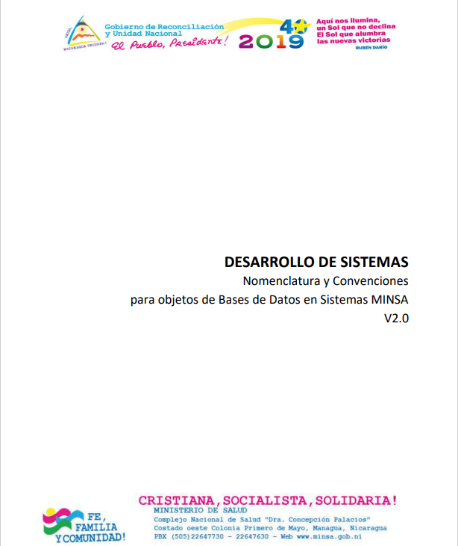 Gobierno de Reconciliación
y Unidad Nacional
El Pueblo, Presidente!
40
2019
Aquí nos ilumina,
un Sol que no declina
El Sol que alumbra
las nuevas victorias
RUBÉN DARÍO
DESARROLLO DE SISTEMAS
Nomenclatura y Convenciones
para objetos de Bases de Datos en Sistemas MINSA
V2.0
FE,
FAMILIA
Y COMUNIDAD!
CRISTIANA, SOCIALISTA, SOLIDARIA!
MINISTERIO DE SALUD
Complejo Nacional de Salud "Dra. Concepción Palacios"
Costado oeste Colonia Primero de Mayo, Managua, Nicaragua
PBX (505) 22647730 - 22647630 - Web www.minsa.gob.ni